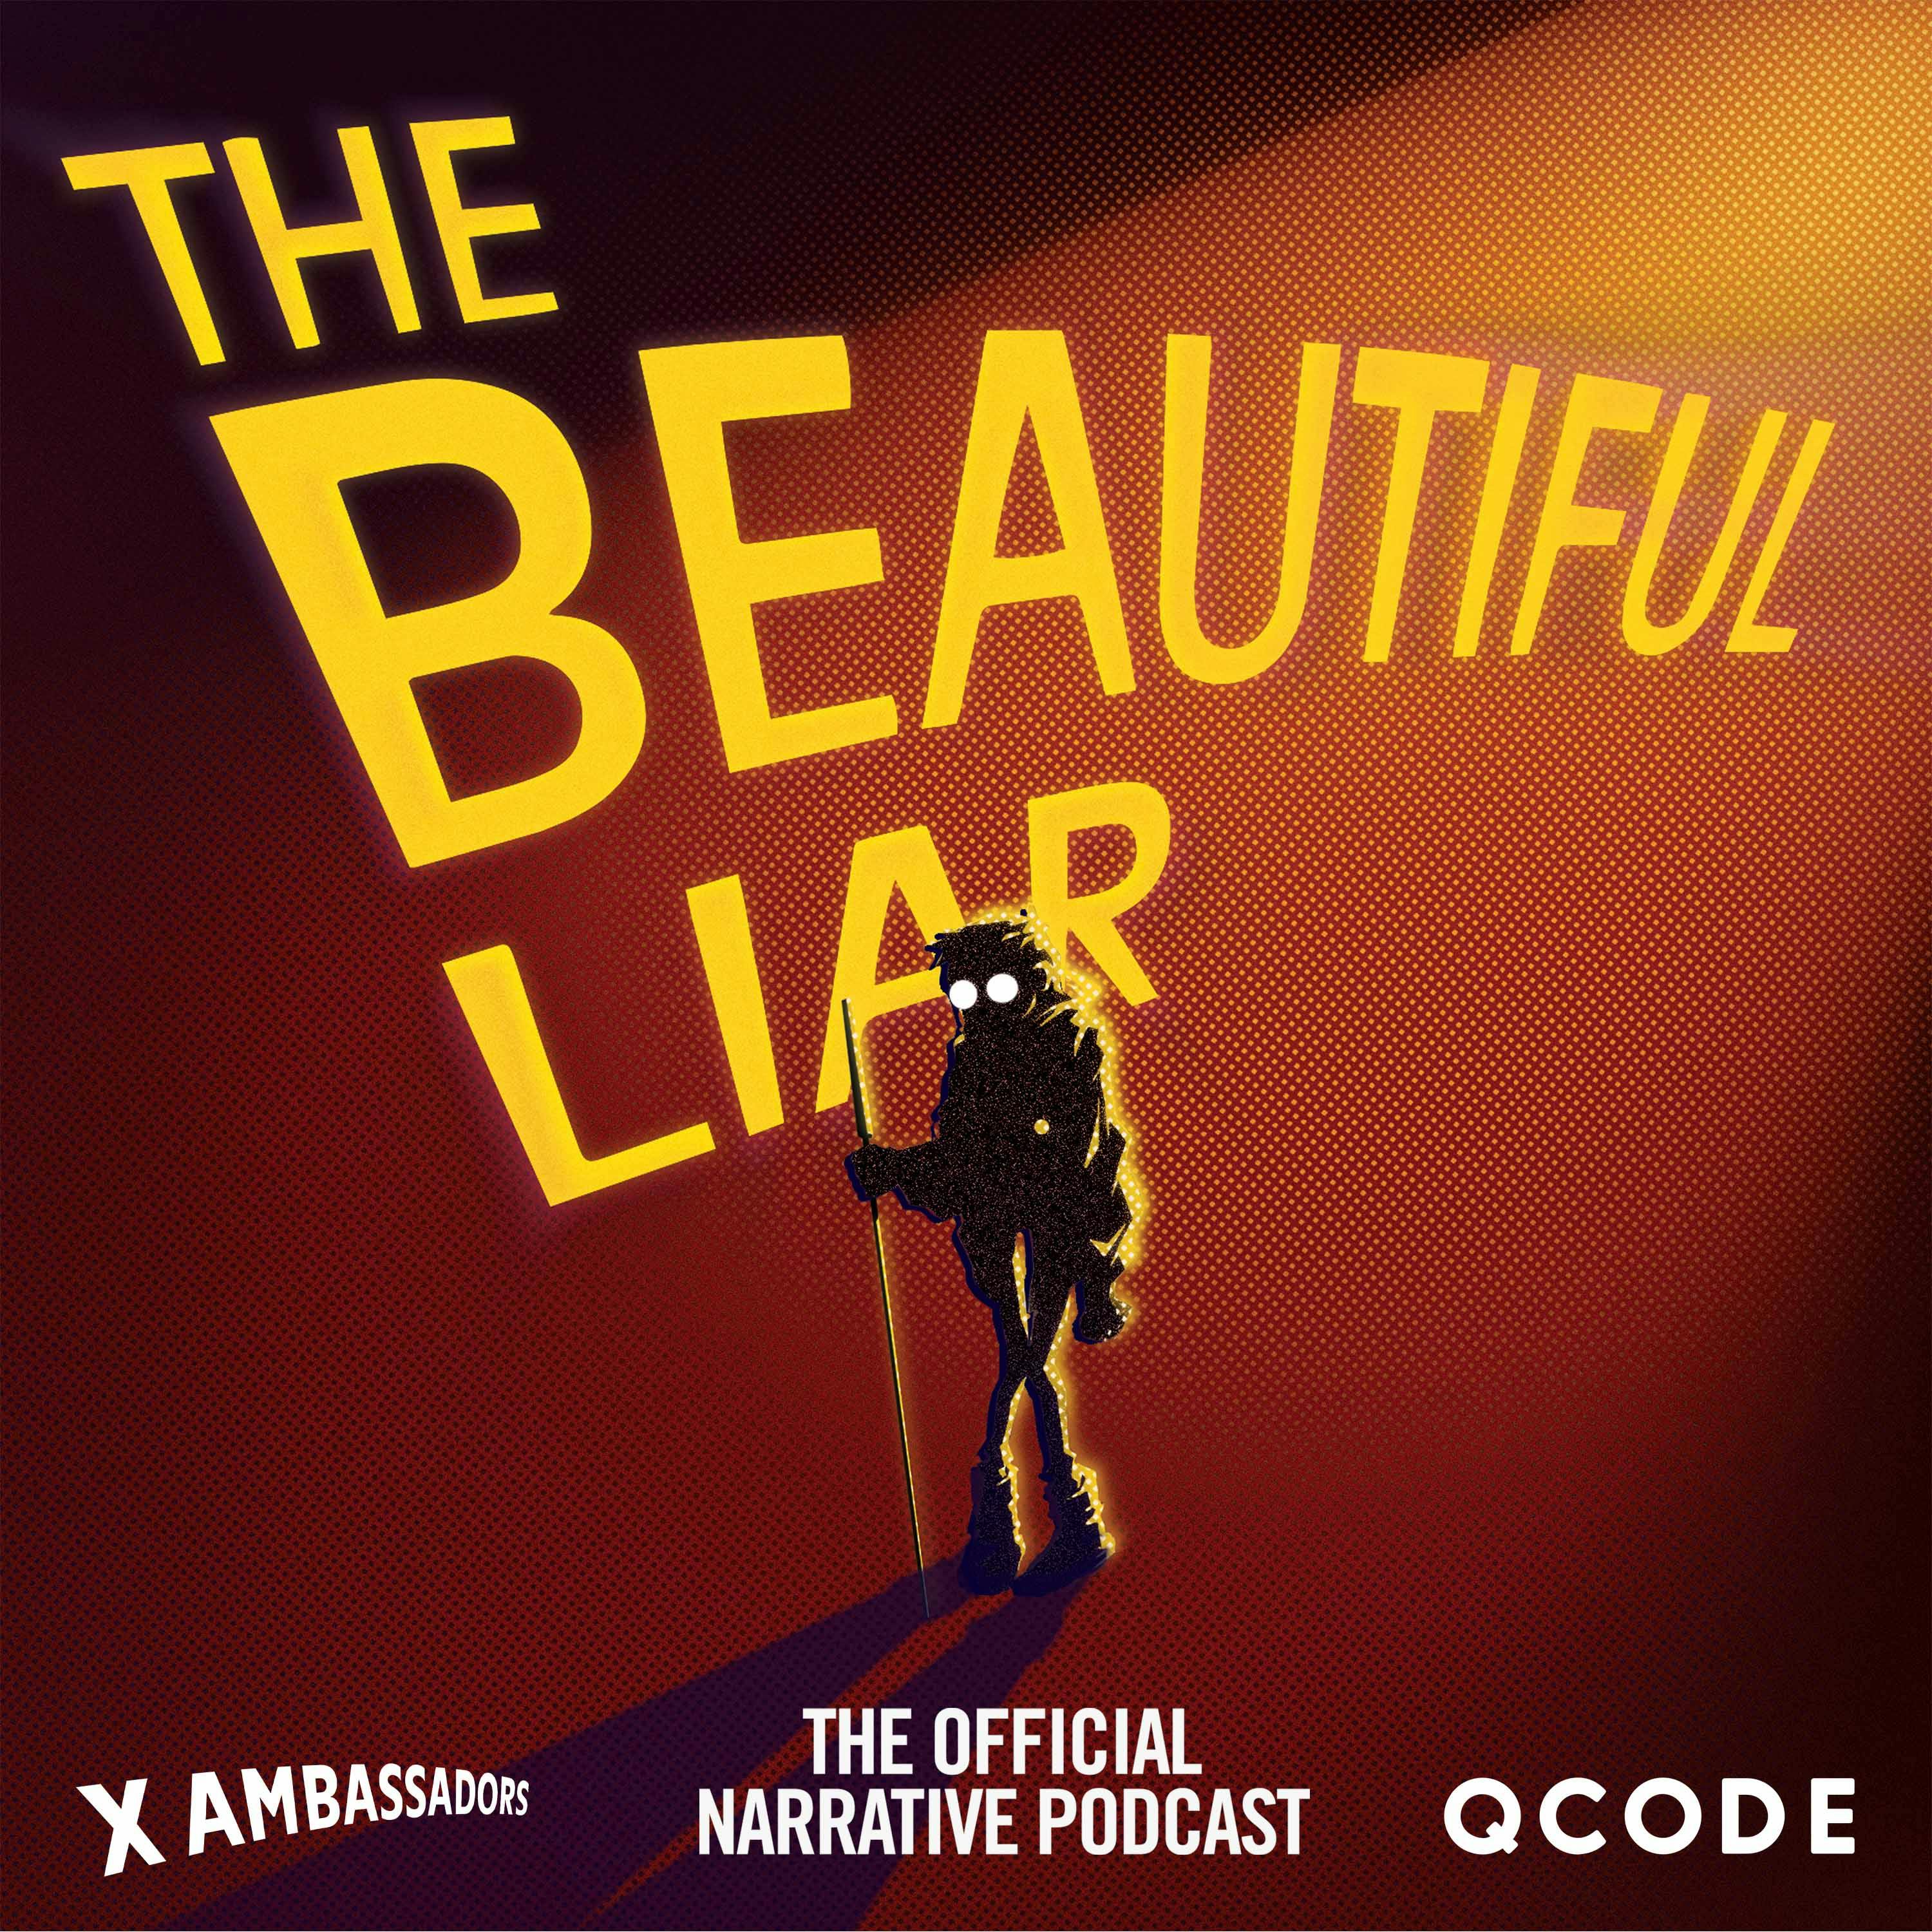 THE
BEAUTIFUL
LIAR
THE OFFICIAL
NARRATIVE PODCAST
X AMBASSADORS
QCODE